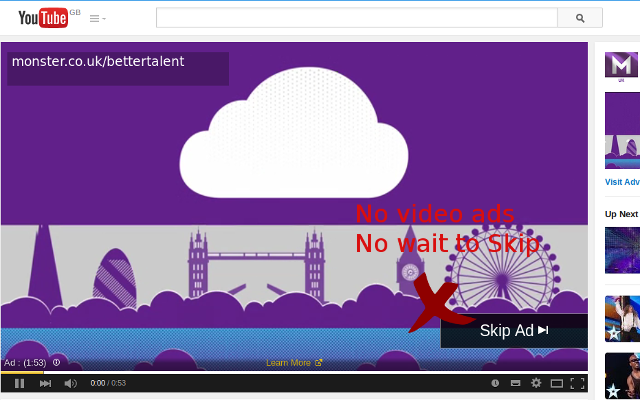 YouTube GB
monster.co.uk/bettertalent
No video ads
No wait to Skip
Skip Ad
Ad : (1:53)
Learn More
0:00 / 0:53
Visit Adv
Up Next